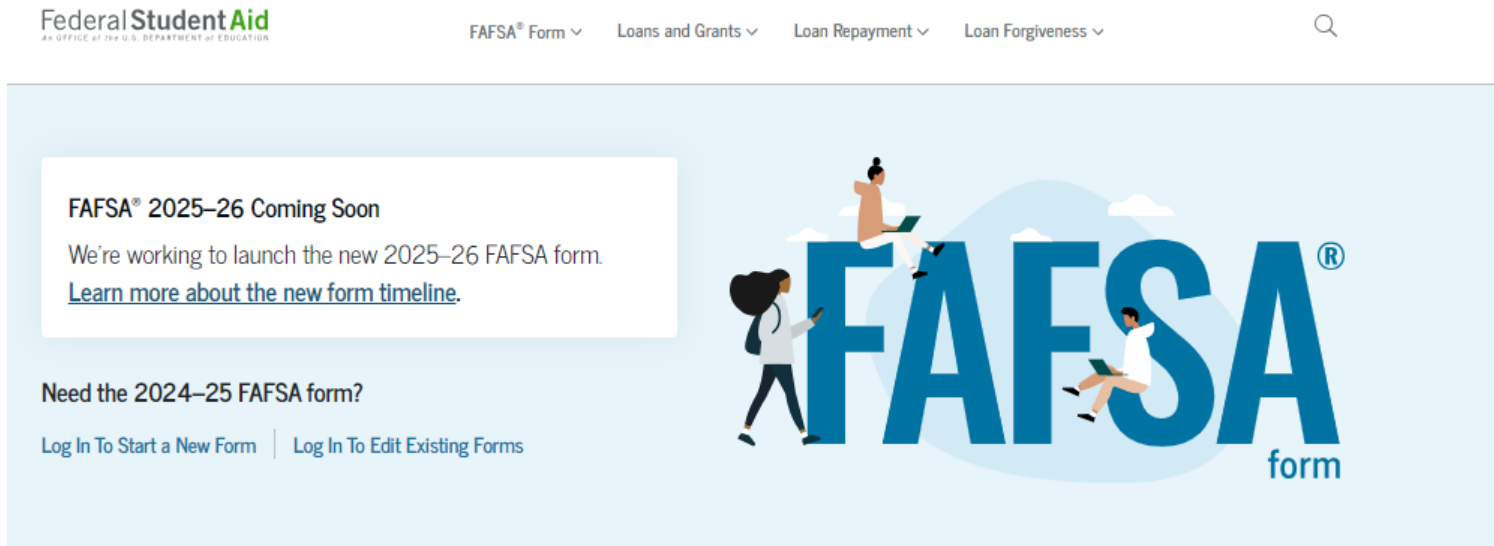 Federal Student Aid
An OFFICE of the U.S. DEPARTMENT of EDUCATION
FAFSA® Form
Loans and Grants
Loan Repayment
Loan Forgiveness
FAFSA® 2025–26 Coming Soon
We're working to launch the new 2025–26 FAFSA form.
Learn more about the new form timeline.
Need the 2024–25 FAFSA form?
Log In To Start a New Form
Log In To Edit Existing Forms
FAFSA®
form